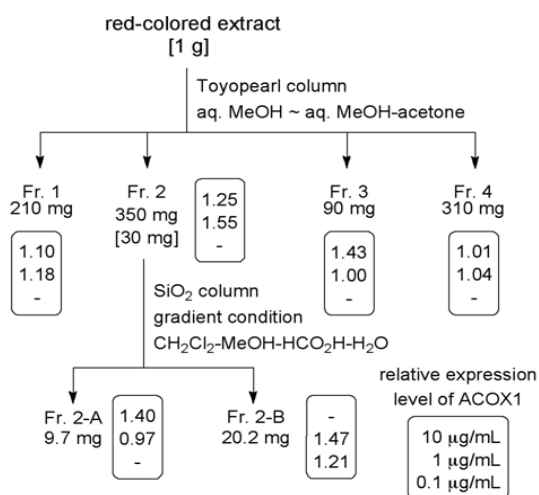 red-colored extract
[1 g]
Toyopearl column
aq. MeOH ~ aq. MeOH-acetone
Fr. 1
210 mg
1.10
1.18
-
Fr. 2
350 mg
[30 mg]
1.25
1.55
-
Fr. 3
90 mg
1.43
1.00
-
Fr. 4
310 mg
1.01
1.04
-
SiO₂ column
gradient condition
CH₂Cl₂-MeOH-HCO₂H-H₂O
Fr. 2-A
9.7 mg
1.40
0.97
-
Fr. 2-B
20.2 mg
-
1.47
1.21
relative expression
level of ACOX1
10 μg/mL
1 μg/mL
0.1 μg/mL